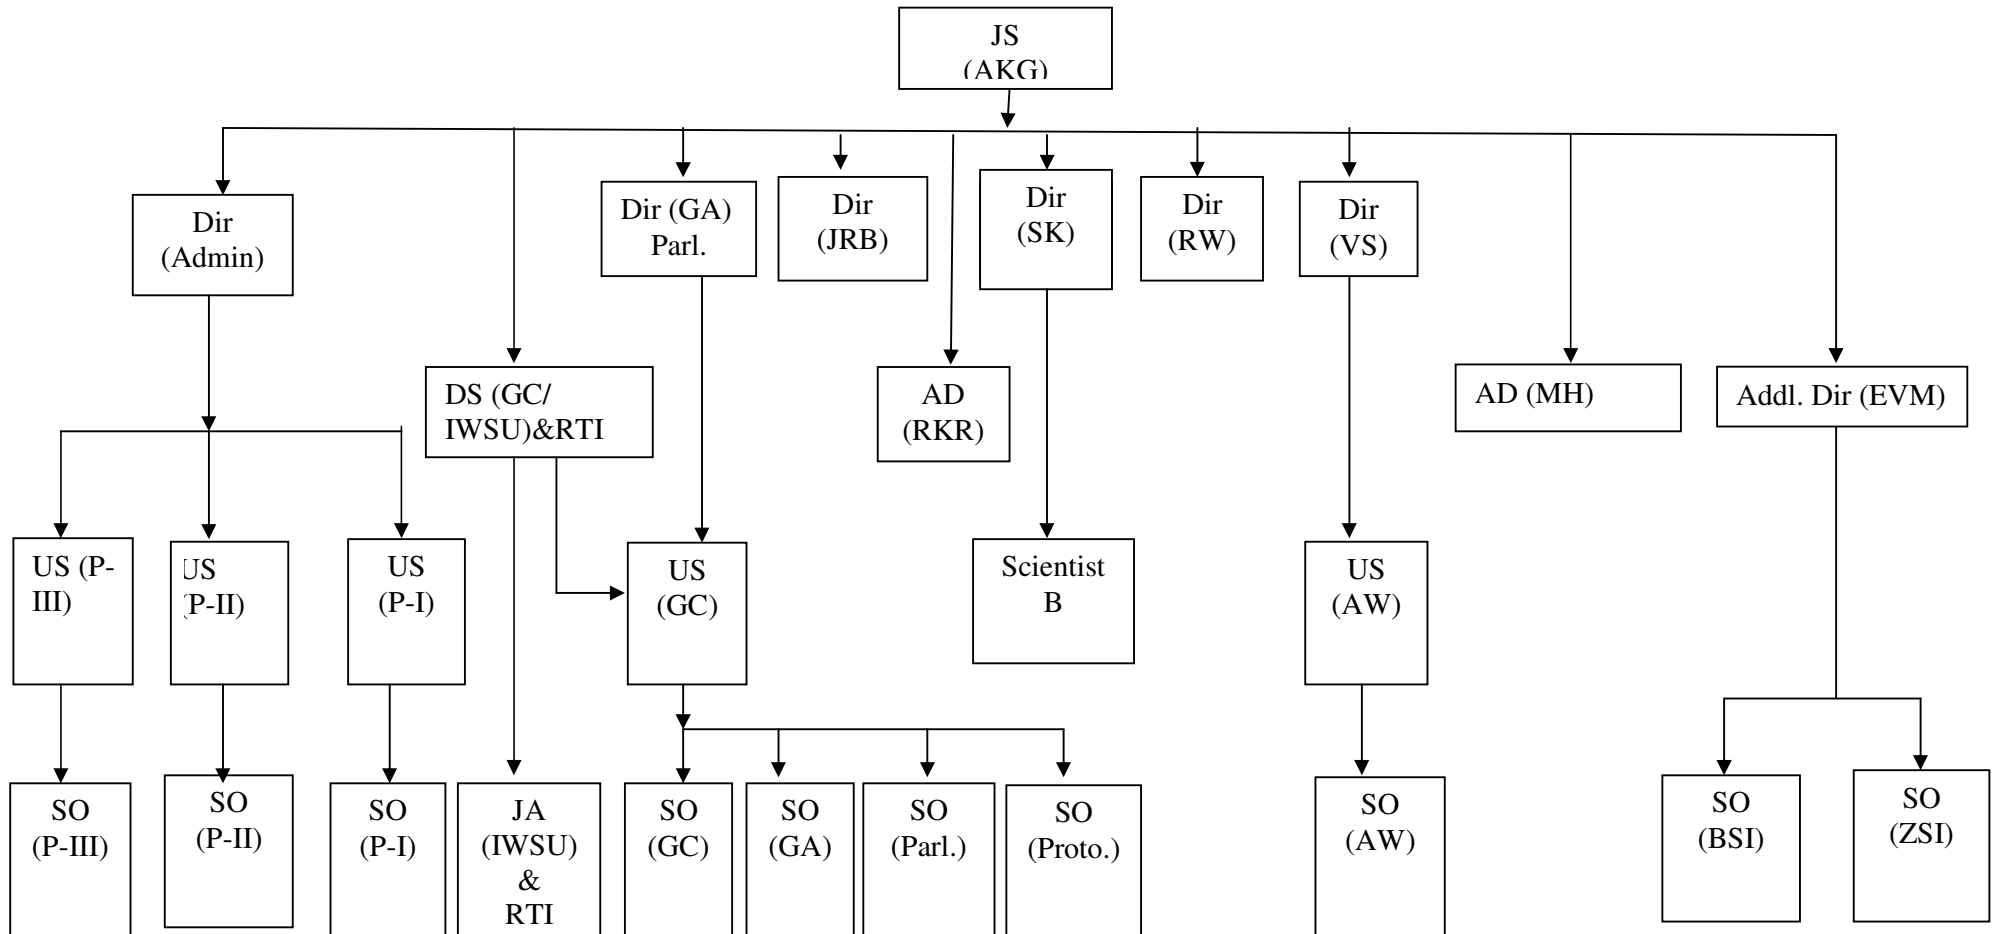 JS
(AKG)
Dir
(Admin)
Dir (GA)
Parl.
Dir
(JRB)
Dir
(SK)
Dir
(RW)
Dir
(VS)
DS (GC/
IWSU)&RTI
AD
(RKR)
AD (MH)
Addl. Dir (EVM)
US (P-
III)
US
(P-II)
US
(P-I)
US
(GC)
Scientist
B
US
(AW)
SO
(P-III)
SO
(P-II)
SO
(P-I)
JA
(IWSU)
&
RTI
SO
(GC)
SO
(GA)
SO
(Parl.)
SO
(Proto.)
SO
(AW)
SO
(BSI)
SO
(ZSI)